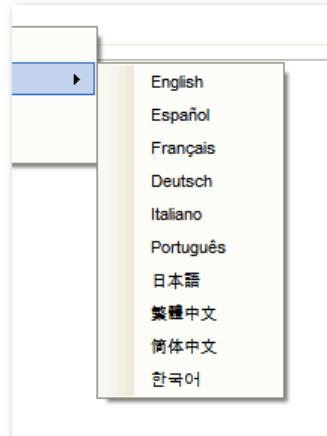 English
Español
Français
Deutsch
Italiano
Português
日本語
繁體中文
简体中文
한국어